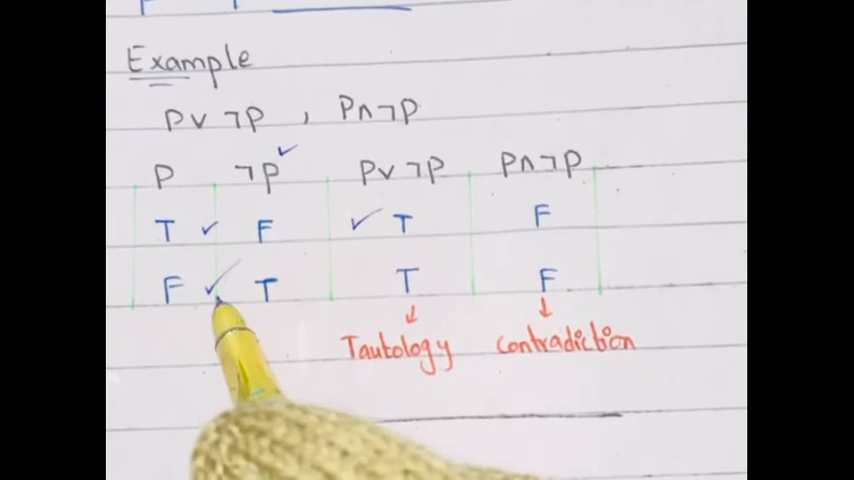 Example
P∨¬P , P∧¬P
P ¬P ✓ P∨¬P P∧¬P
T ✓ F ✓ T F
F ✓ T T F
↓ ↓
Tautology contradiction